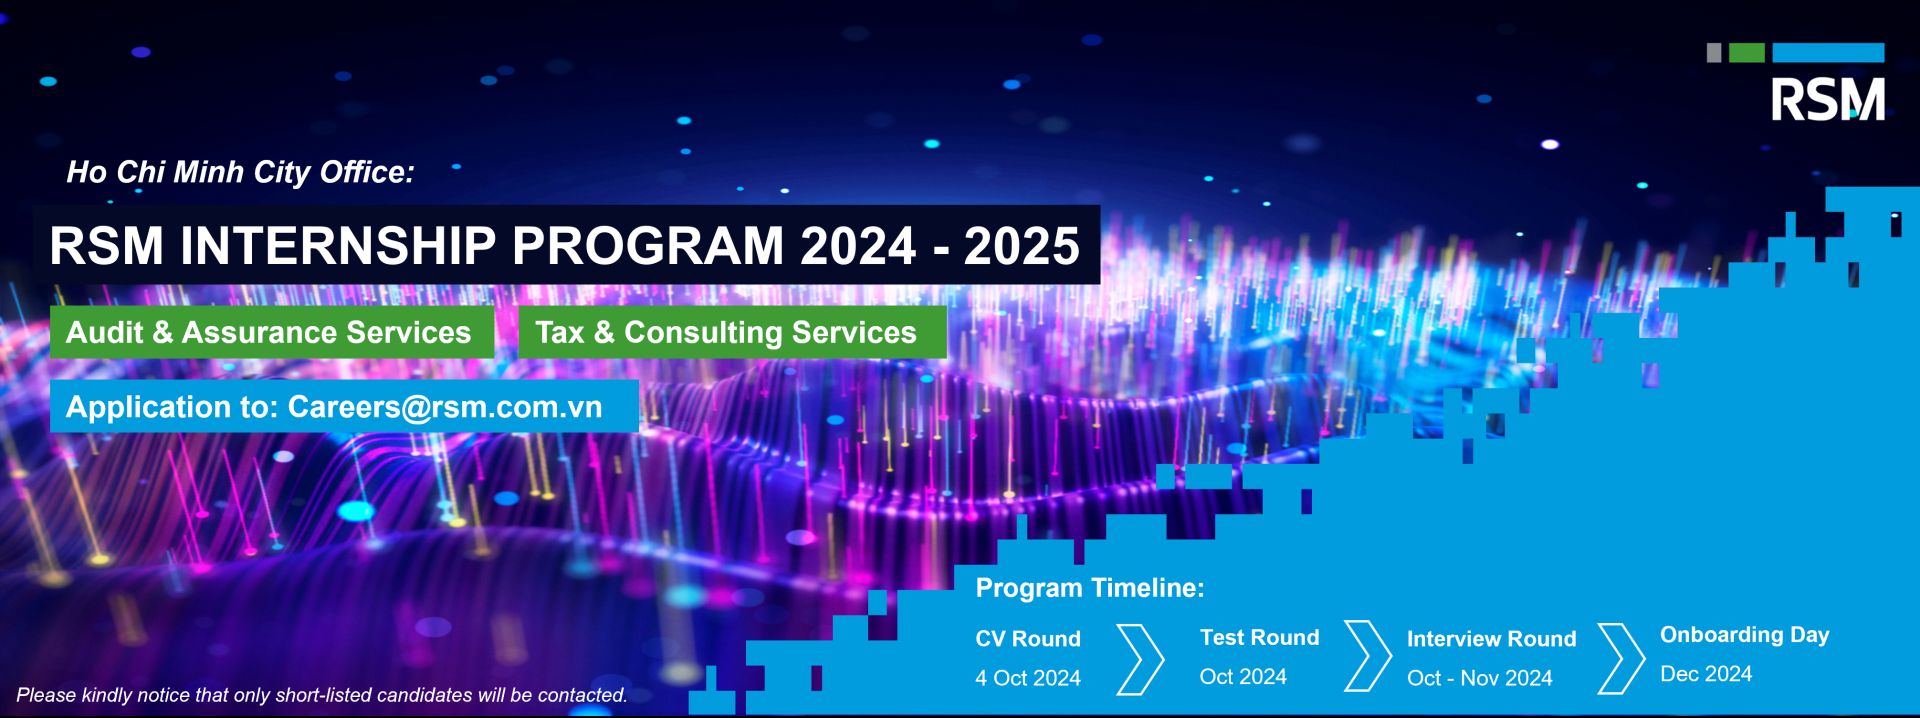 RSM
Ho Chi Minh City Office:
RSM INTERNSHIP PROGRAM 2024 - 2025
Audit & Assurance Services
Tax & Consulting Services
Application to: Careers@rsm.com.vn
Program Timeline:
CV Round
4 Oct 2024
Test Round
Oct 2024
Interview Round
Oct - Nov 2024
Onboarding Day
Dec 2024
Please kindly notice that only short-listed candidates will be contacted.